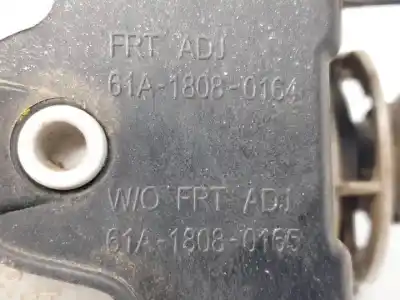 FRT ADJ
61A-1808-0164
W/O FRT ADJ
61A-1808-0165